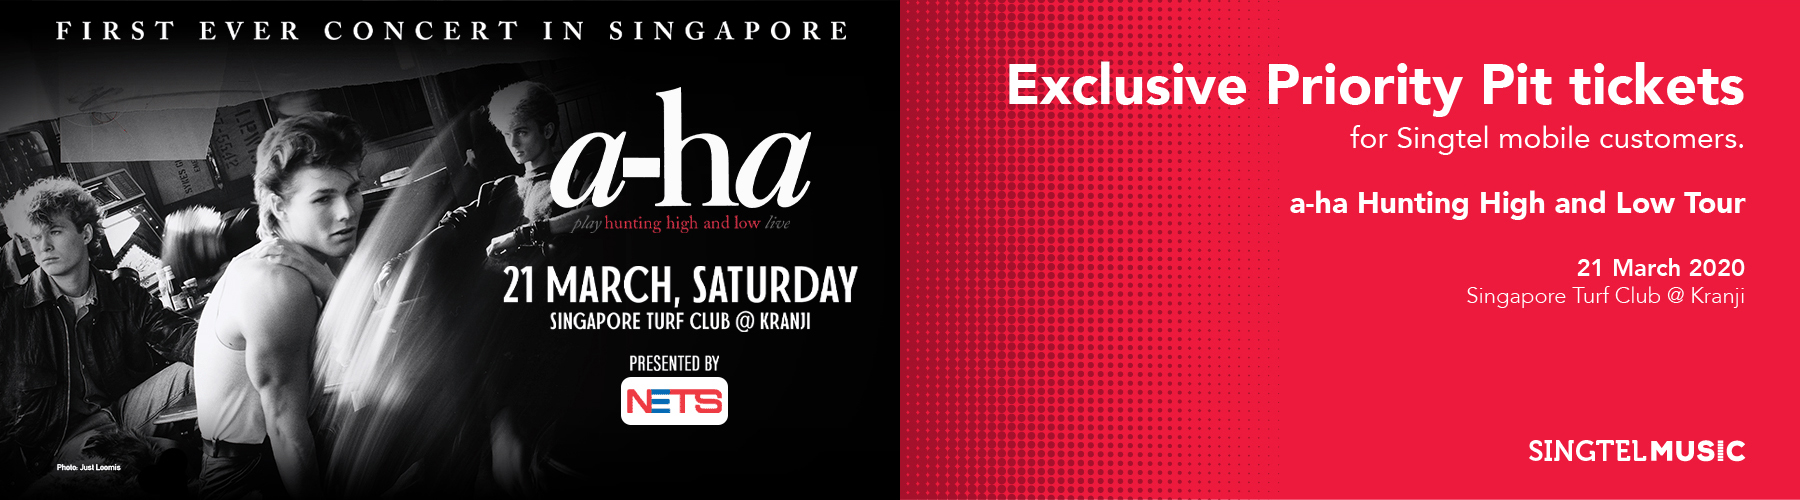 FIRST EVER CONCERT IN SINGAPORE
a-ha
play hunting high and low live
21 MARCH, SATURDAY
SINGAPORE TURF CLUB @ KRANJI
PRESENTED BY
NETS
Photo: Just Loomis
Exclusive Priority Pit tickets
for Singtel mobile customers.
a-ha Hunting High and Low Tour
21 March 2020
Singapore Turf Club @ Kranji
SINGTELMUSIC